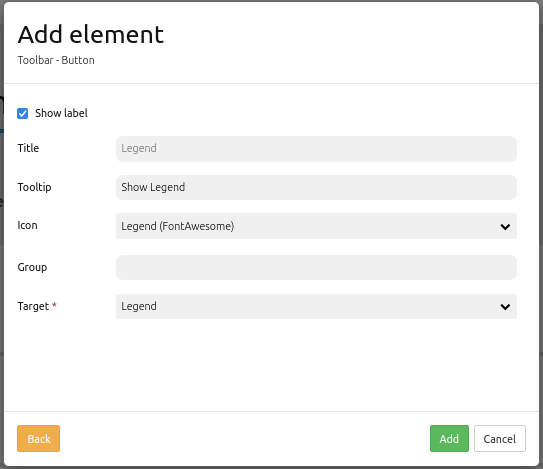 Add element
Toolbar - Button
Show label
Title Legend
Tooltip Show Legend
Icon Legend (FontAwesome)
Group
Target * Legend
Back Add Cancel